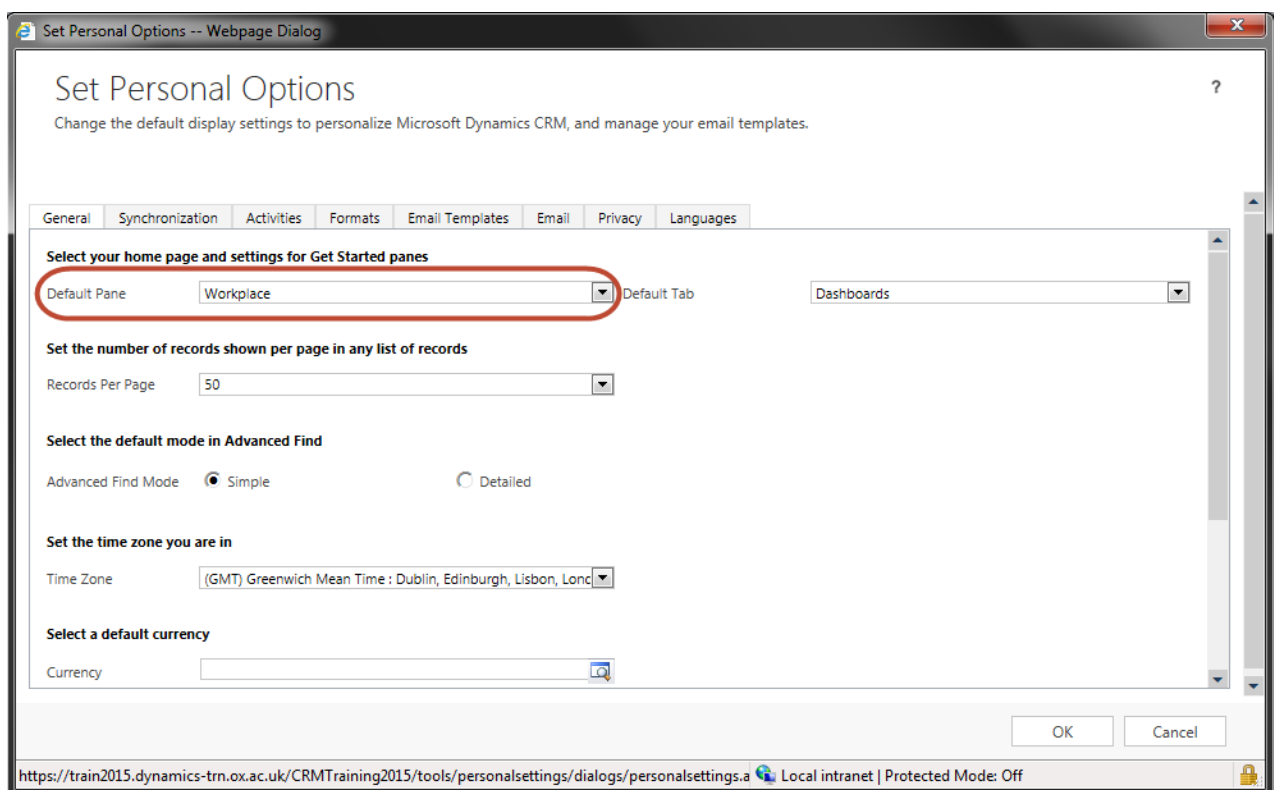 Set Personal Options -- Webpage Dialog
x
Set Personal Options
?
Change the default display settings to personalize Microsoft Dynamics CRM, and manage your email templates.
General Synchronization Activities Formats Email Templates Email Privacy Languages
Select your home page and settings for Get Started panes
Default Pane Workplace Default Tab Dashboards
Set the number of records shown per page in any list of records
Records Per Page 50
Select the default mode in Advanced Find
Advanced Find Mode Simple Detailed
Set the time zone you are in
Time Zone (GMT) Greenwich Mean Time : Dublin, Edinburgh, Lisbon, Lonc
Select a default currency
Currency
OK Cancel
https://train2015.dynamics-trn.ox.ac.uk/CRMTraining2015/tools/personalsettings/dialogs/personalsettings.a Local intranet | Protected Mode: Off